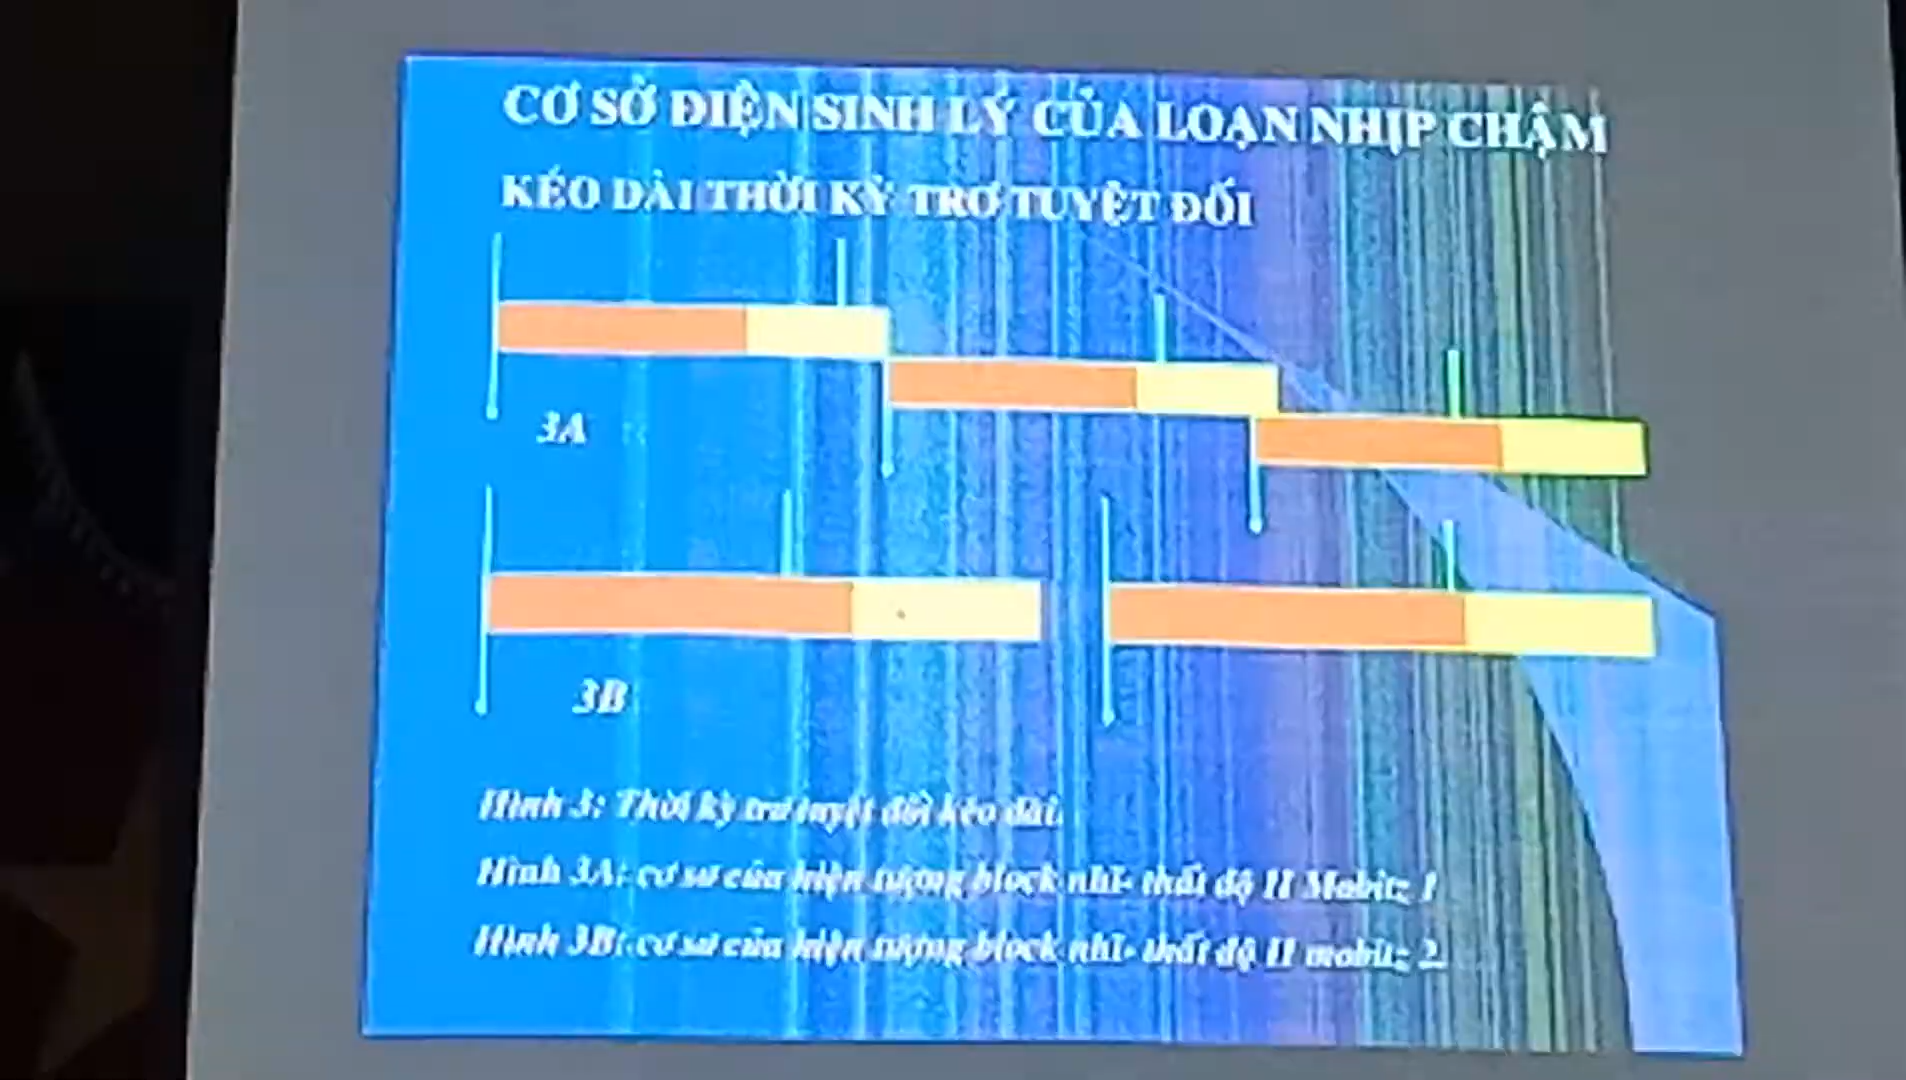 CƠ SỞ ĐIỆN SINH LÝ CỦA LOẠN NHỊP CHẬM
KÉO DÀI THỜI KỲ TRƠ TUYỆT ĐỐI
3A
3B
Hình 3: Thời kỳ trơ tuyệt đối kéo dài.
Hình 3A: cơ sở của hiện tượng block nhĩ- thất độ II Mobitz 1
Hình 3B: cơ sở của hiện tượng block nhĩ- thất độ II mobitz 2.